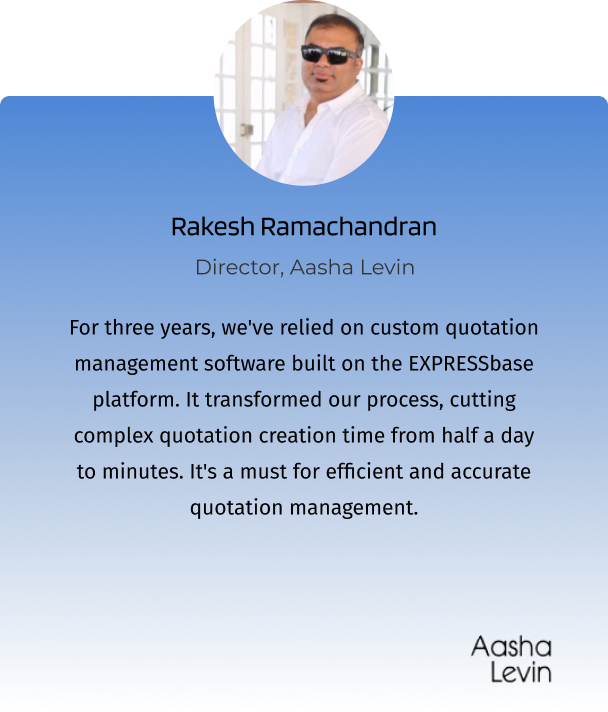 Rakesh Ramachandran
Director, Aasha Levin
For three years, we've relied on custom quotation
management software built on the EXPRESSbase
platform. It transformed our process, cutting
complex quotation creation time from half a day
to minutes. It's a must for efficient and accurate
quotation management.
Aasha
Levin